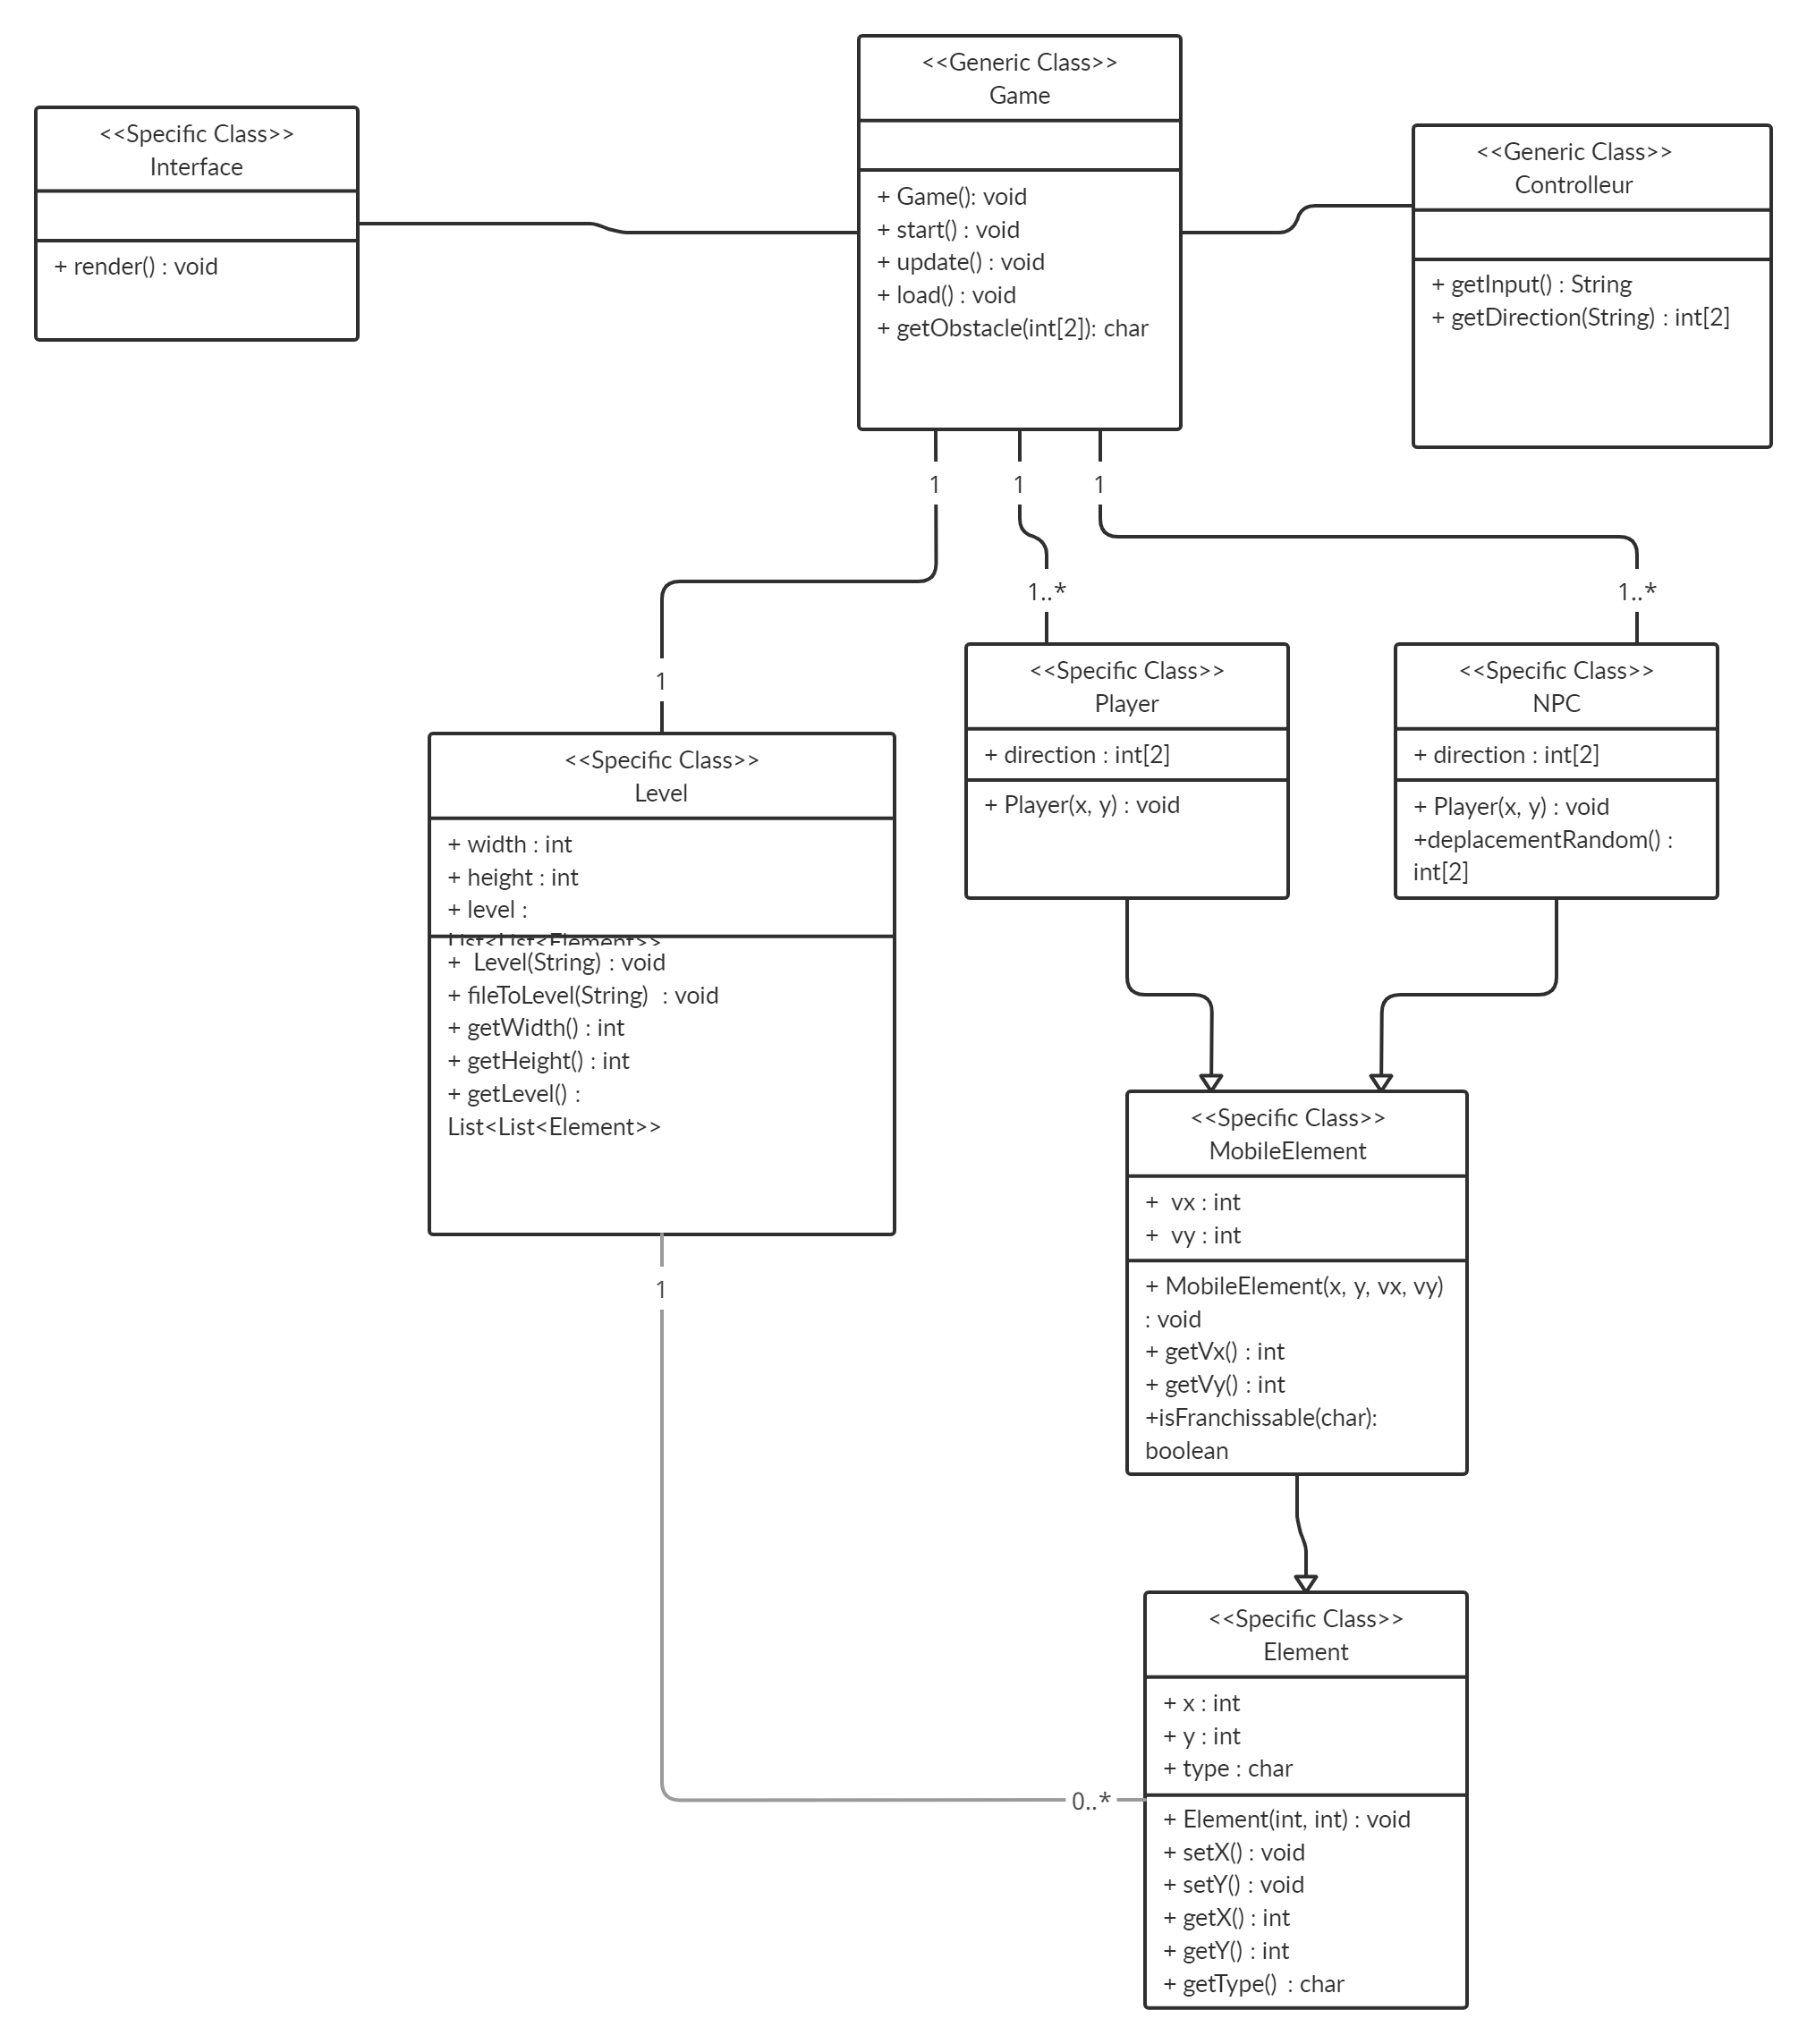 <<Generic Class>>
Game
+ Game(): void
+ start() : void
+ update() : void
+ load() : void
+ getObstacle(int[2]): char
<<Specific Class>>
Interface
+ render() : void
<<Generic Class>>
Controlleur
+ getInput() : String
+ getDirection(String) : int[2]
1
1
1
1..*
1..*
1
<<Specific Class>>
Player
+ direction : int[2]
+ Player(x, y) : void
<<Specific Class>>
NPC
+ direction : int[2]
+ Player(x, y) : void
+deplacementRandom() :
int[2]
<<Specific Class>>
Level
+ width : int
+ height : int
+ level :
List<List<Element>>
+  Level(String) : void
+ fileToLevel(String)  : void
+ getWidth() : int
+ getHeight() : int
+ getLevel() :
List<List<Element>>
<<Specific Class>>
MobileElement
+  vx : int
+  vy : int
+ MobileElement(x, y, vx, vy)
: void
+ getVx() : int
+ getVy() : int
+isFranchissable(char):
boolean
1
0..*
<<Specific Class>>
Element
+ x : int
+ y : int
+ type : char
+ Element(int, int) : void
+ setX() : void
+ setY() : void
+ getX() : int
+ getY() : int
+ getType()  : char